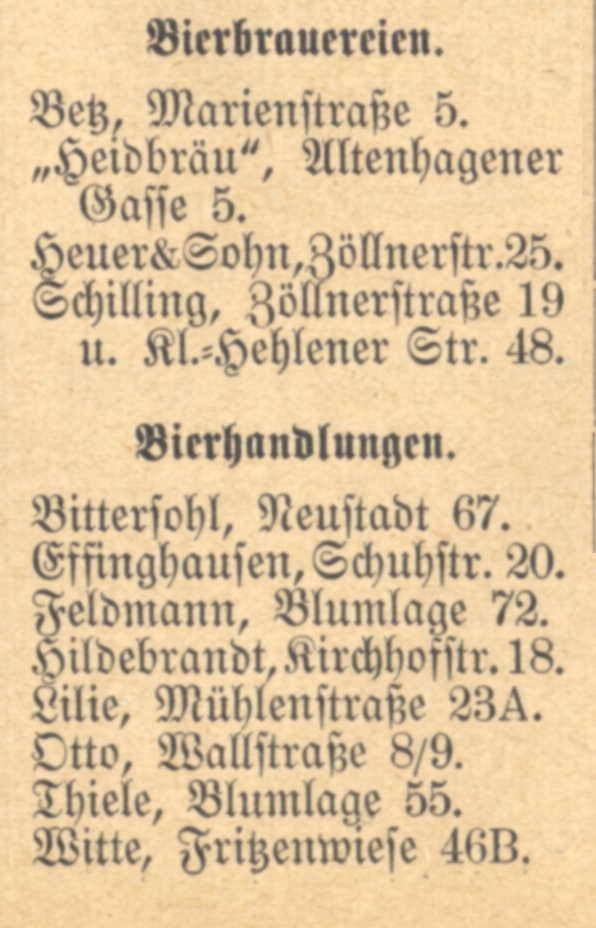 Bierbrauereien.
Betz, Marienstraße 5.
„Heidbräu“, Altenhagener
Gasse 5.
Heuer&Sohn, Zöllnerstr. 25.
Schilling, Zöllnerstraße 19
u. Kl.-Hehlener Str. 48.
Bierhandlungen.
Bittersohl, Neustadt 67.
Effinghausen, Schuhstr. 20.
Feldmann, Blumlage 72.
Hildebrandt, Kirchhofstr. 18.
Lilie, Mühlenstraße 23A.
Otto, Wallstraße 8/9.
Thiele, Blumlage 55.
Witte, Fritzenwiese 46B.